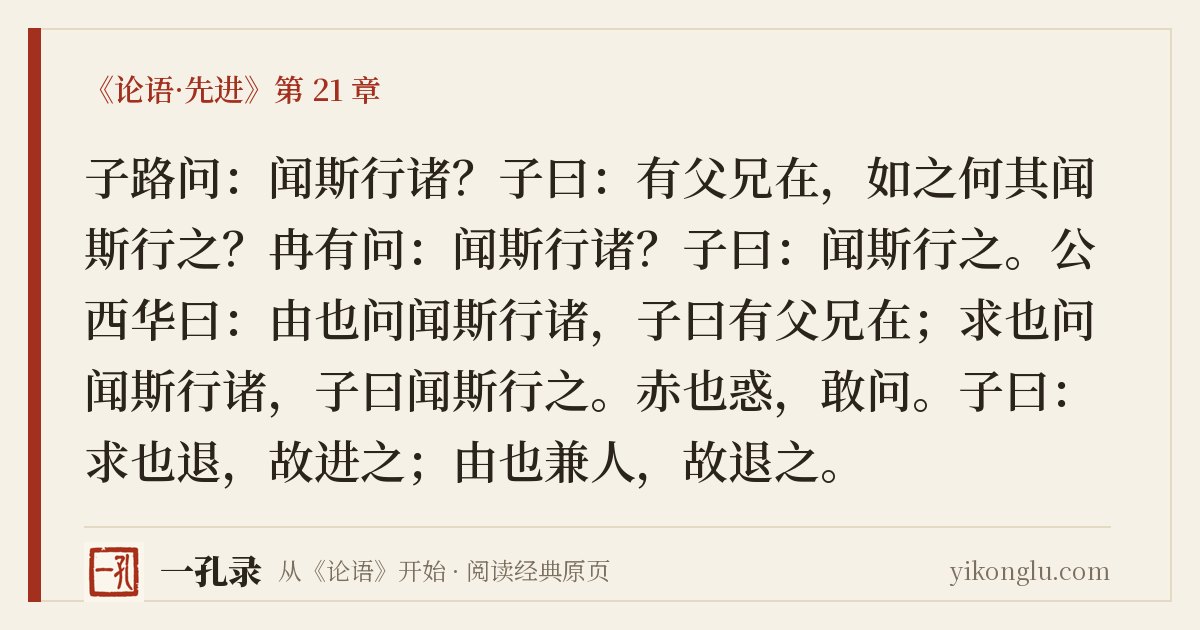 《论语·先进》第 21 章
子路问：闻斯行诸？子曰：有父兄在，如之何其闻
斯行之？冉有问：闻斯行诸？子曰：闻斯行之。公
西华曰：由也问闻斯行诸，子曰有父兄在；求也问
闻斯行诸，子曰闻斯行之。赤也惑，敢问。子曰：
求也退，故进之；由也兼人，故退之。
一孔
一孔录 从《论语》开始 · 阅读经典原页 yikonglu.com